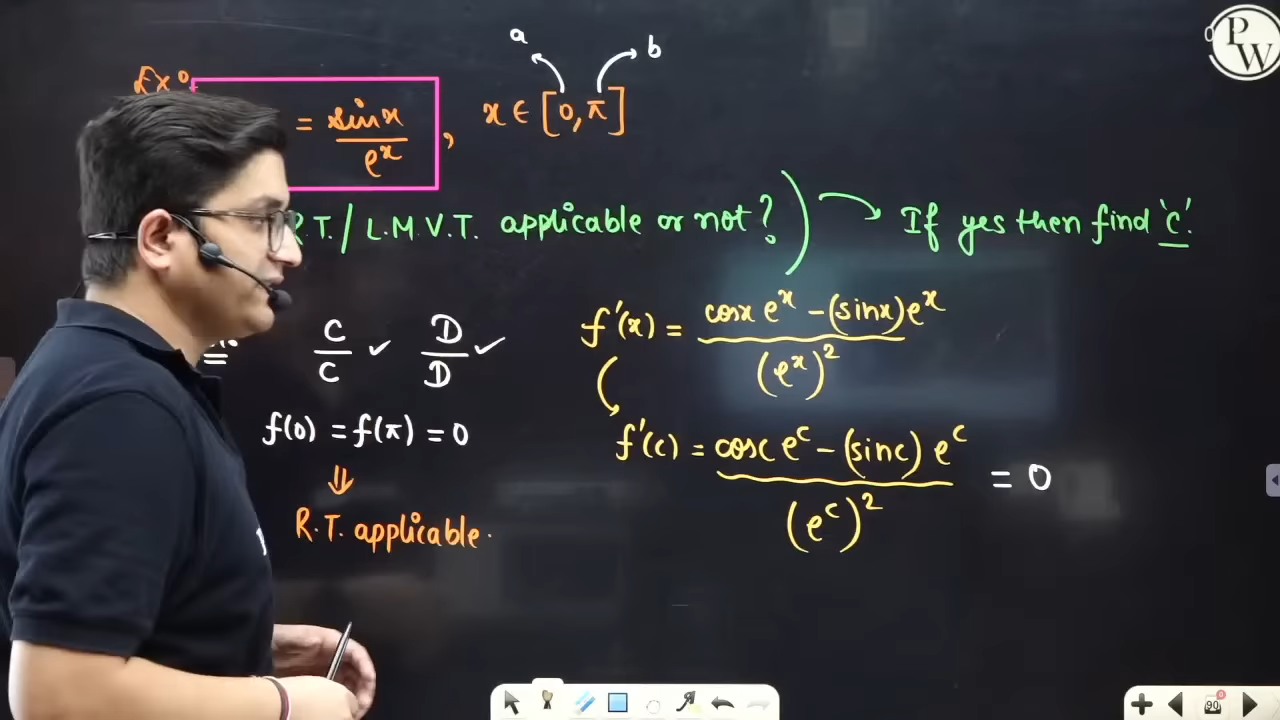 a b
Ex
= sinx / e^x , x ∈ [0, π]
R.T. / L.M.V.T. applicable or not? ) → If yes then find 'c'.
C/C ✓ D/D ✓
f'(x) = cosx e^x - (sinx) e^x / (e^x)^2
f(0) = f(π) = 0
f'(c) = cosc e^c - (sinc) e^c / (e^c)^2 = 0
⇓
R.T. applicable.
PW
90